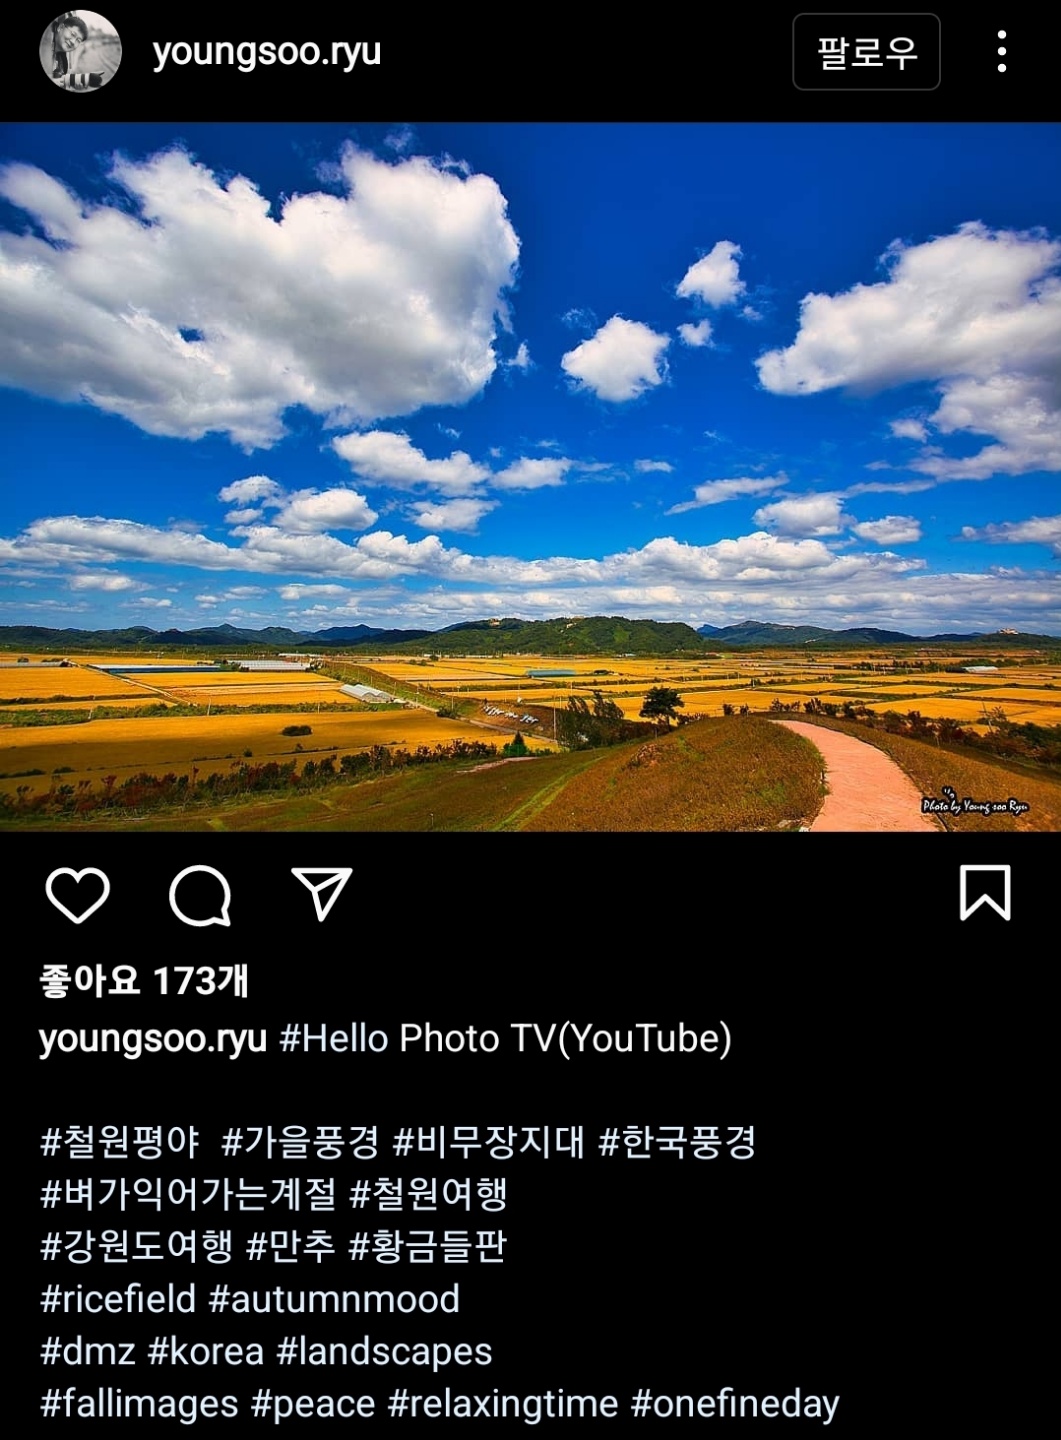 youngsoo.ryu
팔로우
Photo by Young soo Ryu
좋아요 173개
youngsoo.ryu #Hello Photo TV(YouTube)
#철원평야 #가을풍경 #비무장지대 #한국풍경
#벼가익어가는계절 #철원여행
#강원도여행 #만추 #황금들판
#ricefield #autumnmood
#dmz #korea #landscapes
#fallimages #peace #relaxingtime #onefineday